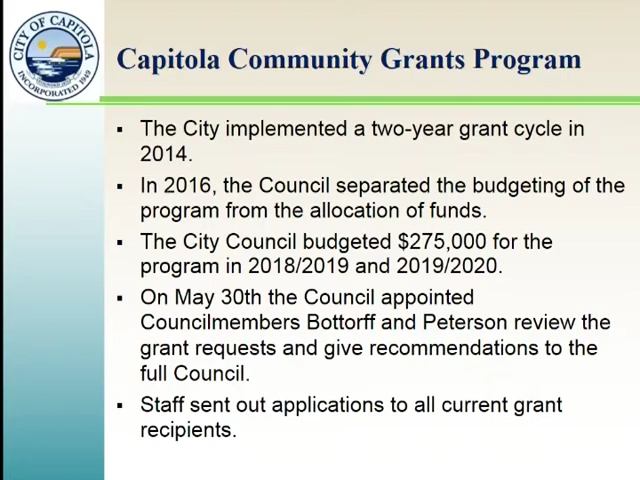 CITY OF CAPITOLA
INCORPORATED 1949
Capitola Community Grants Program
▪ The City implemented a two-year grant cycle in
2014.
▪ In 2016, the Council separated the budgeting of the
program from the allocation of funds.
▪ The City Council budgeted $275,000 for the
program in 2018/2019 and 2019/2020.
▪ On May 30th the Council appointed
Councilmembers Bottorff and Peterson review the
grant requests and give recommendations to the
full Council.
▪ Staff sent out applications to all current grant
recipients.